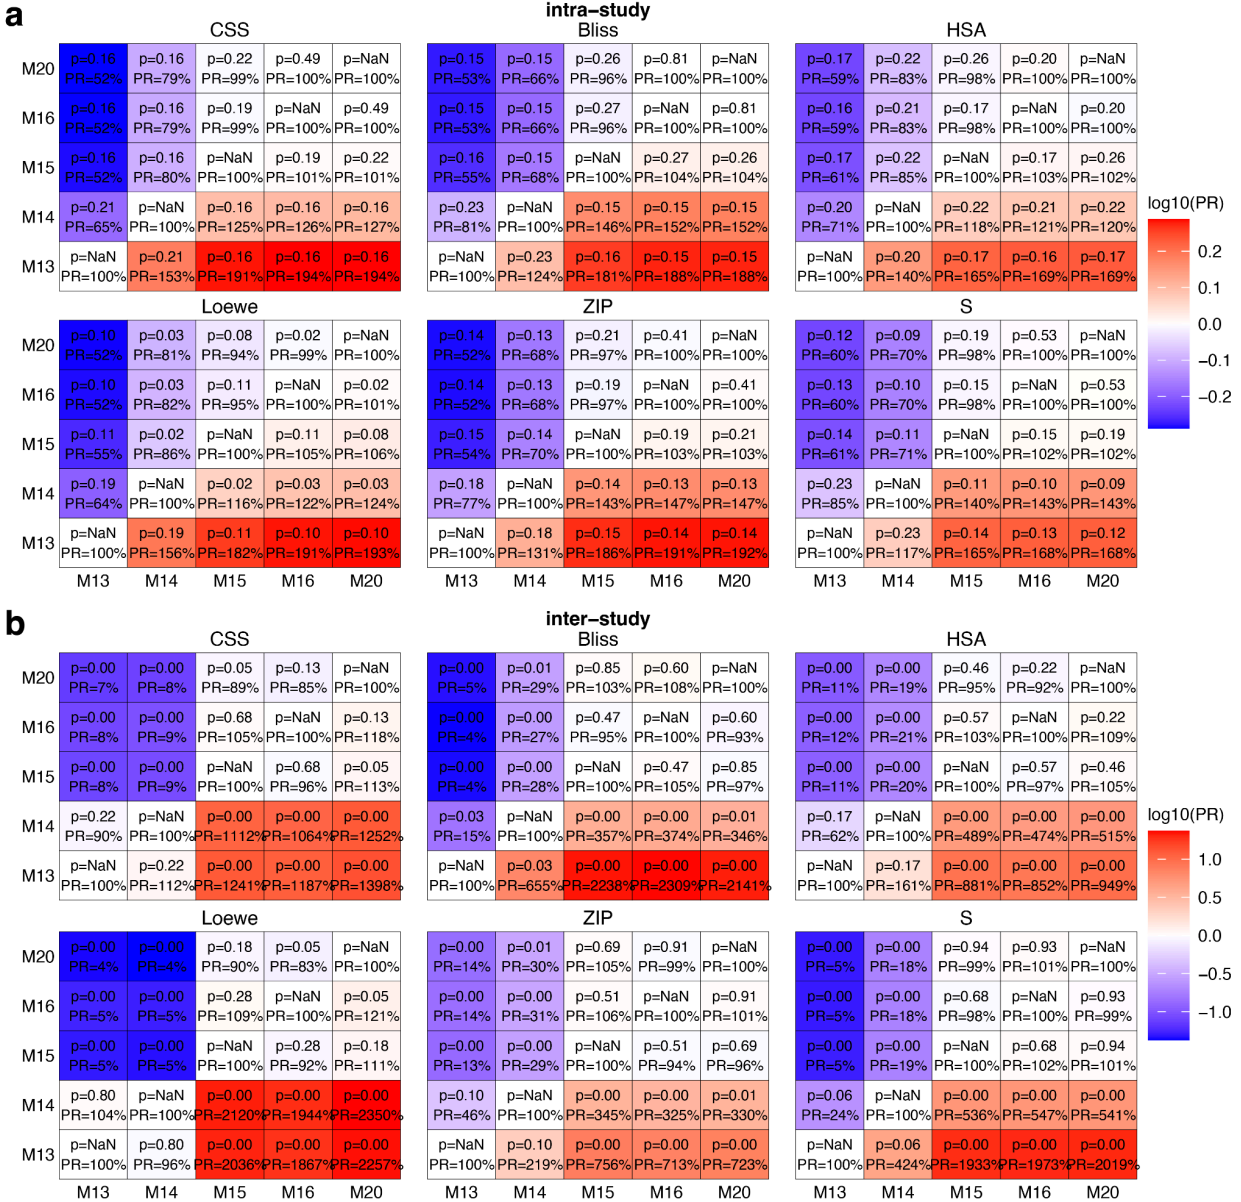 a
intra−study
CSS Bliss HSA
M20 p=0.16 p=0.16 p=0.22 p=0.49 p=NaN p=0.15 p=0.15 p=0.26 p=0.81 p=NaN p=0.17 p=0.22 p=0.26 p=0.20 p=NaN
PR=52% PR=79% PR=99% PR=100% PR=100% PR=53% PR=66% PR=96% PR=100% PR=100% PR=59% PR=83% PR=98% PR=100% PR=100%
M16 p=0.16 p=0.16 p=0.19 p=NaN p=0.49 p=0.15 p=0.15 p=0.27 p=NaN p=0.81 p=0.16 p=0.21 p=0.17 p=NaN p=0.20
PR=52% PR=79% PR=99% PR=100% PR=100% PR=53% PR=66% PR=96% PR=100% PR=100% PR=59% PR=83% PR=98% PR=100% PR=100%
M15 p=0.16 p=0.16 p=NaN p=0.19 p=0.22 p=0.16 p=0.15 p=NaN p=0.27 p=0.26 p=0.17 p=0.22 p=NaN p=0.17 p=0.26
PR=52% PR=80% PR=100% PR=101% PR=101% PR=55% PR=68% PR=100% PR=104% PR=104% PR=61% PR=85% PR=100% PR=103% PR=102%
M14 p=0.21 p=NaN p=0.16 p=0.16 p=0.16 p=0.23 p=NaN p=0.15 p=0.15 p=0.15 p=0.20 p=NaN p=0.22 p=0.21 p=0.22
PR=65% PR=100% PR=125% PR=126% PR=127% PR=81% PR=100% PR=146% PR=152% PR=152% PR=71% PR=100% PR=118% PR=121% PR=120%
M13 p=NaN p=0.21 p=0.16 p=0.16 p=0.16 p=NaN p=0.23 p=0.16 p=0.15 p=0.15 p=NaN p=0.20 p=0.17 p=0.16 p=0.17
PR=100% PR=153% PR=191% PR=194% PR=194% PR=100% PR=124% PR=181% PR=188% PR=188% PR=100% PR=140% PR=165% PR=169% PR=169%
log10(PR)
0.2
0.1
0.0
−0.1
−0.2
Loewe ZIP S
M20 p=0.10 p=0.03 p=0.08 p=0.02 p=NaN p=0.14 p=0.13 p=0.21 p=0.41 p=NaN p=0.12 p=0.09 p=0.19 p=0.53 p=NaN
PR=52% PR=81% PR=94% PR=99% PR=100% PR=52% PR=68% PR=97% PR=100% PR=100% PR=60% PR=70% PR=98% PR=100% PR=100%
M16 p=0.10 p=0.03 p=0.11 p=NaN p=0.02 p=0.14 p=0.13 p=0.19 p=NaN p=0.41 p=0.13 p=0.10 p=0.15 p=NaN p=0.53
PR=52% PR=82% PR=95% PR=100% PR=101% PR=52% PR=68% PR=97% PR=100% PR=100% PR=60% PR=70% PR=98% PR=100% PR=100%
M15 p=0.11 p=0.02 p=NaN p=0.11 p=0.08 p=0.15 p=0.14 p=NaN p=0.19 p=0.21 p=0.14 p=0.11 p=NaN p=0.15 p=0.19
PR=55% PR=86% PR=100% PR=105% PR=106% PR=54% PR=70% PR=100% PR=103% PR=103% PR=61% PR=71% PR=100% PR=102% PR=102%
M14 p=0.19 p=NaN p=0.02 p=0.03 p=0.03 p=0.18 p=NaN p=0.14 p=0.13 p=0.13 p=0.23 p=NaN p=0.11 p=0.10 p=0.09
PR=64% PR=100% PR=116% PR=122% PR=124% PR=77% PR=100% PR=143% PR=147% PR=147% PR=85% PR=100% PR=140% PR=143% PR=143%
M13 p=NaN p=0.19 p=0.11 p=0.10 p=0.10 p=NaN p=0.18 p=0.15 p=0.14 p=0.14 p=NaN p=0.23 p=0.14 p=0.13 p=0.12
PR=100% PR=156% PR=182% PR=191% PR=193% PR=100% PR=131% PR=186% PR=191% PR=192% PR=100% PR=117% PR=165% PR=168% PR=168%
M13 M14 M15 M16 M20 M13 M14 M15 M16 M20 M13 M14 M15 M16 M20
b
inter−study
CSS Bliss HSA
M20 p=0.00 p=0.00 p=0.05 p=0.13 p=NaN p=0.00 p=0.01 p=0.85 p=0.60 p=NaN p=0.00 p=0.00 p=0.46 p=0.22 p=NaN
PR=7% PR=8% PR=89% PR=85% PR=100% PR=5% PR=29% PR=103% PR=108% PR=100% PR=11% PR=19% PR=95% PR=92% PR=100%
M16 p=0.00 p=0.00 p=0.68 p=NaN p=0.13 p=0.00 p=0.00 p=0.47 p=NaN p=0.60 p=0.00 p=0.00 p=0.57 p=NaN p=0.22
PR=8% PR=9% PR=105% PR=100% PR=118% PR=4% PR=27% PR=95% PR=100% PR=93% PR=12% PR=21% PR=103% PR=100% PR=109%
M15 p=0.00 p=0.00 p=NaN p=0.68 p=0.05 p=0.00 p=0.00 p=NaN p=0.47 p=0.85 p=0.00 p=0.00 p=NaN p=0.57 p=0.46
PR=8% PR=9% PR=100% PR=96% PR=113% PR=4% PR=28% PR=100% PR=105% PR=97% PR=11% PR=20% PR=100% PR=97% PR=105%
M14 p=0.22 p=NaN p=0.00 p=0.00 p=0.00 p=0.03 p=NaN p=0.00 p=0.00 p=0.01 p=0.17 p=NaN p=0.00 p=0.00 p=0.00
PR=90% PR=100% PR=1112% PR=1064% PR=1252% PR=15% PR=100% PR=357% PR=374% PR=346% PR=62% PR=100% PR=489% PR=474% PR=515%
M13 p=NaN p=0.22 p=0.00 p=0.00 p=0.00 p=NaN p=0.03 p=0.00 p=0.00 p=0.00 p=NaN p=0.17 p=0.00 p=0.00 p=0.00
PR=100% PR=112% PR=1241% PR=1187% PR=1398% PR=100% PR=655% PR=2238% PR=2309% PR=2141% PR=100% PR=161% PR=881% PR=852% PR=949%
log10(PR)
1.0
0.5
0.0
−0.5
−1.0
Loewe ZIP S
M20 p=0.00 p=0.00 p=0.18 p=0.05 p=NaN p=0.00 p=0.01 p=0.69 p=0.91 p=NaN p=0.00 p=0.00 p=0.94 p=0.93 p=NaN
PR=4% PR=4% PR=90% PR=83% PR=100% PR=14% PR=30% PR=105% PR=99% PR=100% PR=5% PR=18% PR=99% PR=101% PR=100%
M16 p=0.00 p=0.00 p=0.28 p=NaN p=0.05 p=0.00 p=0.00 p=0.51 p=NaN p=0.91 p=0.00 p=0.00 p=0.68 p=NaN p=0.93
PR=5% PR=5% PR=109% PR=100% PR=121% PR=14% PR=31% PR=106% PR=100% PR=101% PR=5% PR=18% PR=98% PR=100% PR=99%
M15 p=0.00 p=0.00 p=NaN p=0.28 p=0.18 p=0.00 p=0.00 p=NaN p=0.51 p=0.69 p=0.00 p=0.00 p=NaN p=0.68 p=0.94
PR=5% PR=5% PR=100% PR=92% PR=111% PR=13% PR=29% PR=100% PR=94% PR=96% PR=5% PR=19% PR=100% PR=102% PR=101%
M14 p=0.80 p=NaN p=0.00 p=0.00 p=0.00 p=0.10 p=NaN p=0.00 p=0.00 p=0.01 p=0.06 p=NaN p=0.00 p=0.00 p=0.00
PR=104% PR=100% PR=2120% PR=1944% PR=2350% PR=46% PR=100% PR=345% PR=325% PR=330% PR=24% PR=100% PR=536% PR=547% PR=541%
M13 p=NaN p=0.80 p=0.00 p=0.00 p=0.00 p=NaN p=0.10 p=0.00 p=0.00 p=0.00 p=NaN p=0.06 p=0.00 p=0.00 p=0.00
PR=100% PR=96% PR=2036% PR=1867% PR=2257% PR=100% PR=219% PR=756% PR=713% PR=723% PR=100% PR=424% PR=1933% PR=1973% PR=2019%
M13 M14 M15 M16 M20 M13 M14 M15 M16 M20 M13 M14 M15 M16 M20